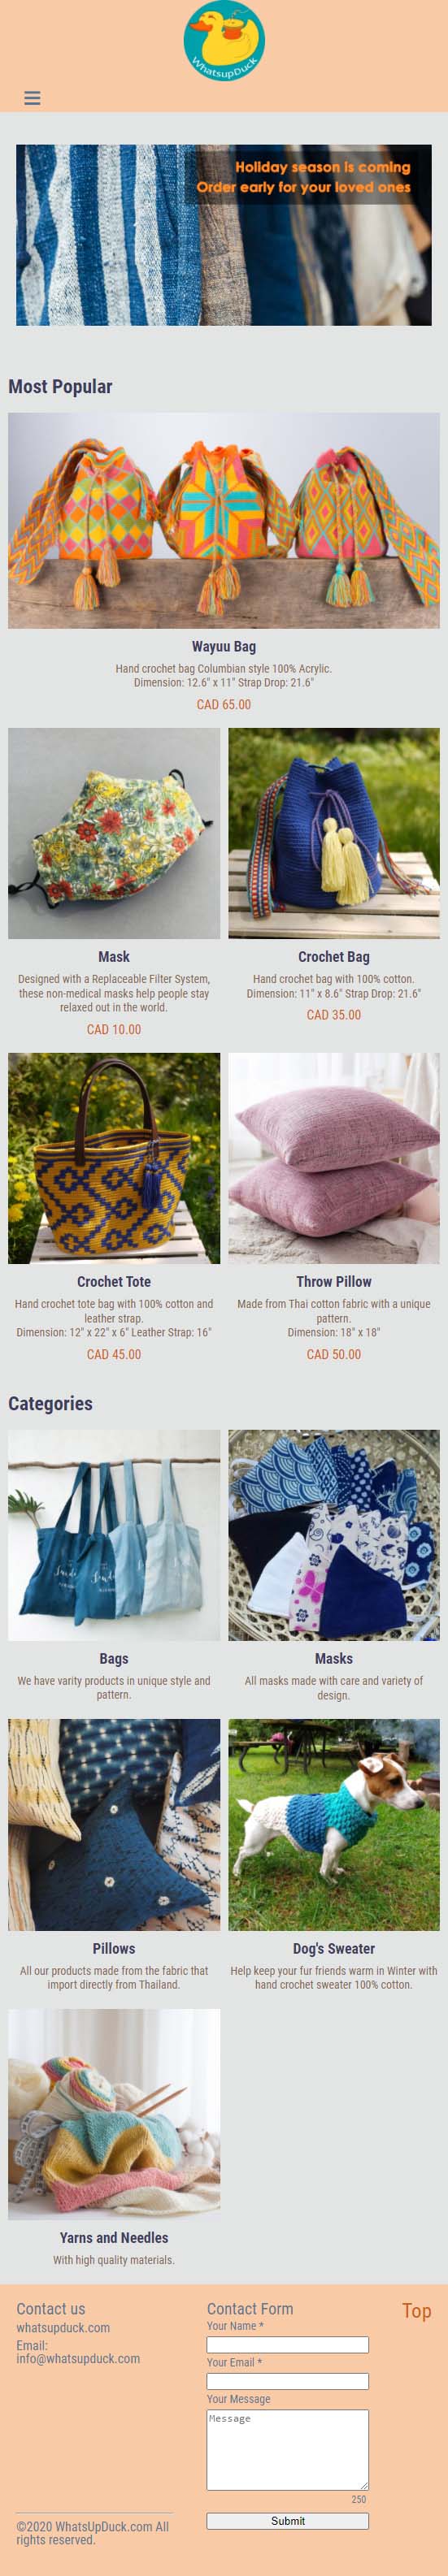 WhatsupDuck
Holiday season is coming
Order early for your loved ones
Most Popular
Wayuu Bag
Hand crochet bag Columbian style 100% Acrylic.
Dimension: 12.6" x 11" Strap Drop: 21.6"
CAD 65.00
Mask
Designed with a Replaceable Filter System,
these non-medical masks help people stay
relaxed out in the world.
CAD 10.00
Crochet Bag
Hand crochet bag with 100% cotton.
Dimension: 11" x 8.6" Strap Drop: 21.6"
CAD 35.00
Crochet Tote
Hand crochet tote bag with 100% cotton and
leather strap.
Dimension: 12" x 22" x 6" Leather Strap: 16"
CAD 45.00
Throw Pillow
Made from Thai cotton fabric with a unique
pattern.
Dimension: 18" x 18"
CAD 50.00
Categories
Bags
We have varity products in unique style and
pattern.
Masks
All masks made with care and variety of
design.
Pillows
All our products made from the fabric that
import directly from Thailand.
Dog's Sweater
Help keep your fur friends warm in Winter with
hand crochet sweater 100% cotton.
Yarns and Needles
With high quality materials.
Contact us
whatsupduck.com
Email:
info@whatsupduck.com
©2020 WhatsUpDuck.com All
rights reserved.
Contact Form
Your Name *
Your Email *
Your Message
Message
250
Submit
Top